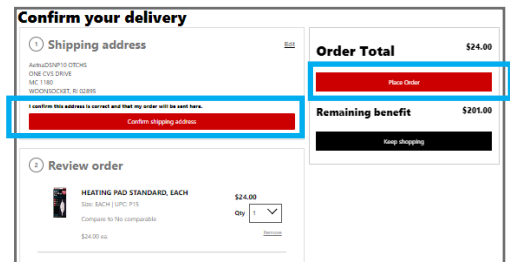 Confirm your delivery
1 Shipping address
Edit
AetnaDSNP10 OTCHS
ONE CVS DRIVE
MC 1180
WOONSOCKET, RI 02895
I confirm this address is correct and that my order will be sent here.
Confirm shipping address
2 Review order
HEATING PAD STANDARD, EACH
Size: EACH | UPC: P15
Compare to No comparable
$24.00 ea.
$24.00
Qty 1
Remove
Order Total $24.00
Place Order
Remaining benefit $201.00
Keep shopping